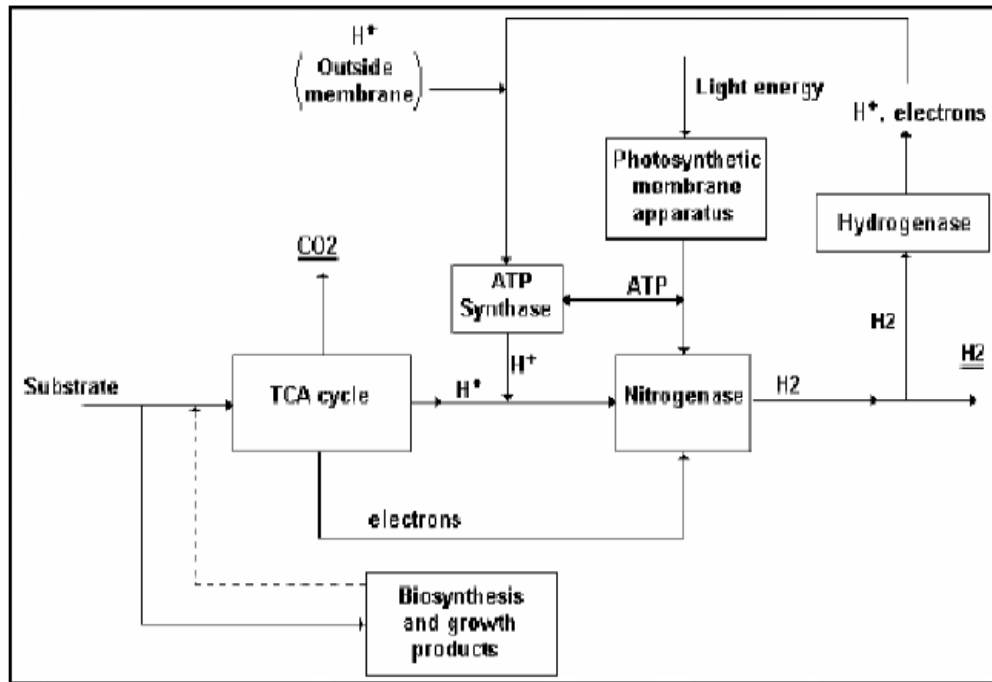 H+
Outside
membrane
Light energy
H+, electrons
Photosynthetic
membrane
apparatus
Hydrogenase
CO2
ATP
Synthase
ATP
H2
H2
H+
Substrate
TCA cycle
H+
Nitrogenase
H2
electrons
Biosynthesis
and growth
products